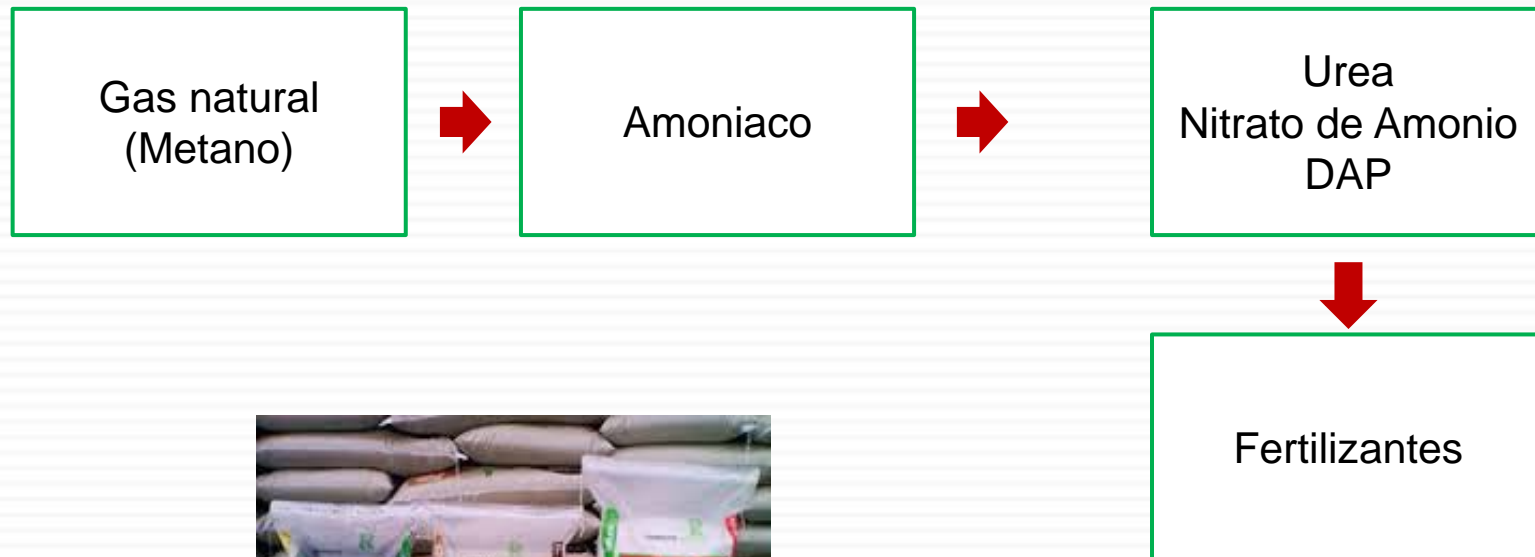 Gas natural
(Metano)
Amoniaco
Urea
Nitrato de Amonio
DAP
Fertilizantes